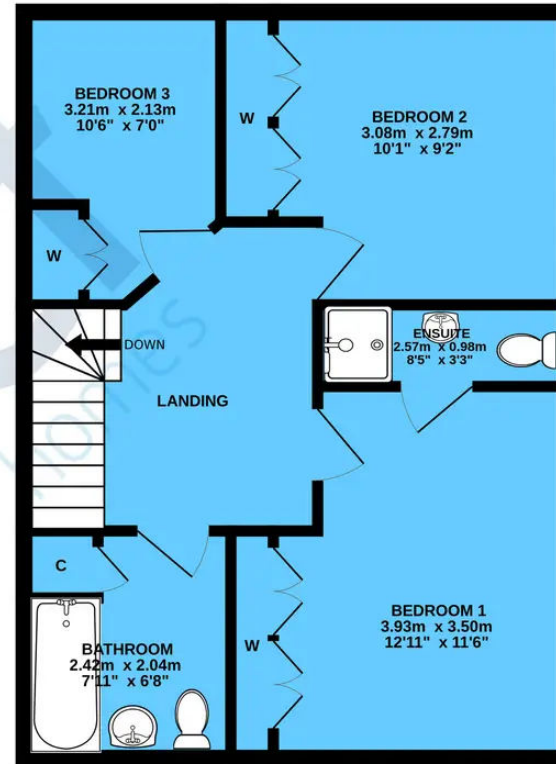 BEDROOM 3
3.21m x 2.13m
10'6" x 7'0"
W
BEDROOM 2
3.08m x 2.79m
10'1" x 9'2"
W
DOWN
ENSUITE
2.57m x 0.98m
8'5" x 3'3"
LANDING
C
BATHROOM
2.42m x 2.04m
7'11" x 6'8"
W
BEDROOM 1
3.93m x 3.50m
12'11" x 11'6"
homes